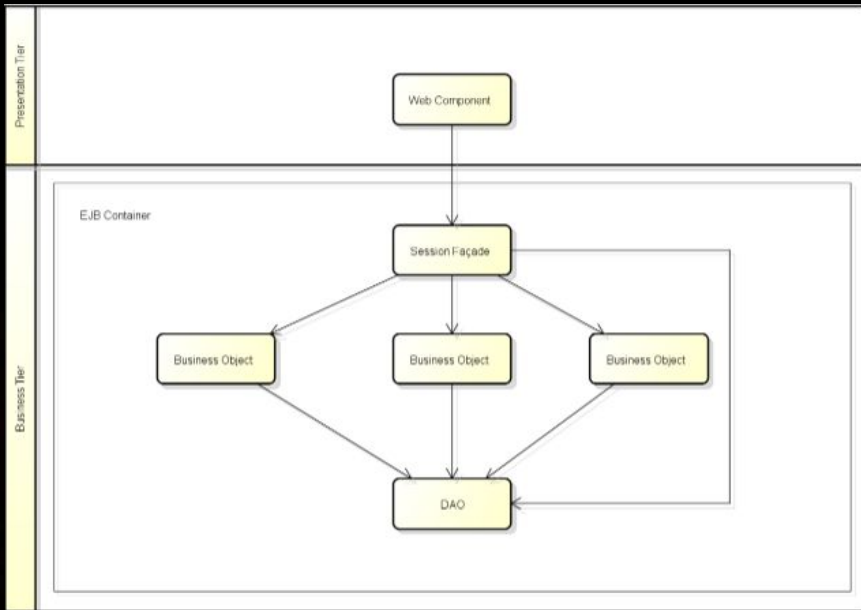 Presentation Tier
Web Component
Business Tier
EJB Container
Session Façade
Business Object
Business Object
Business Object
DAO